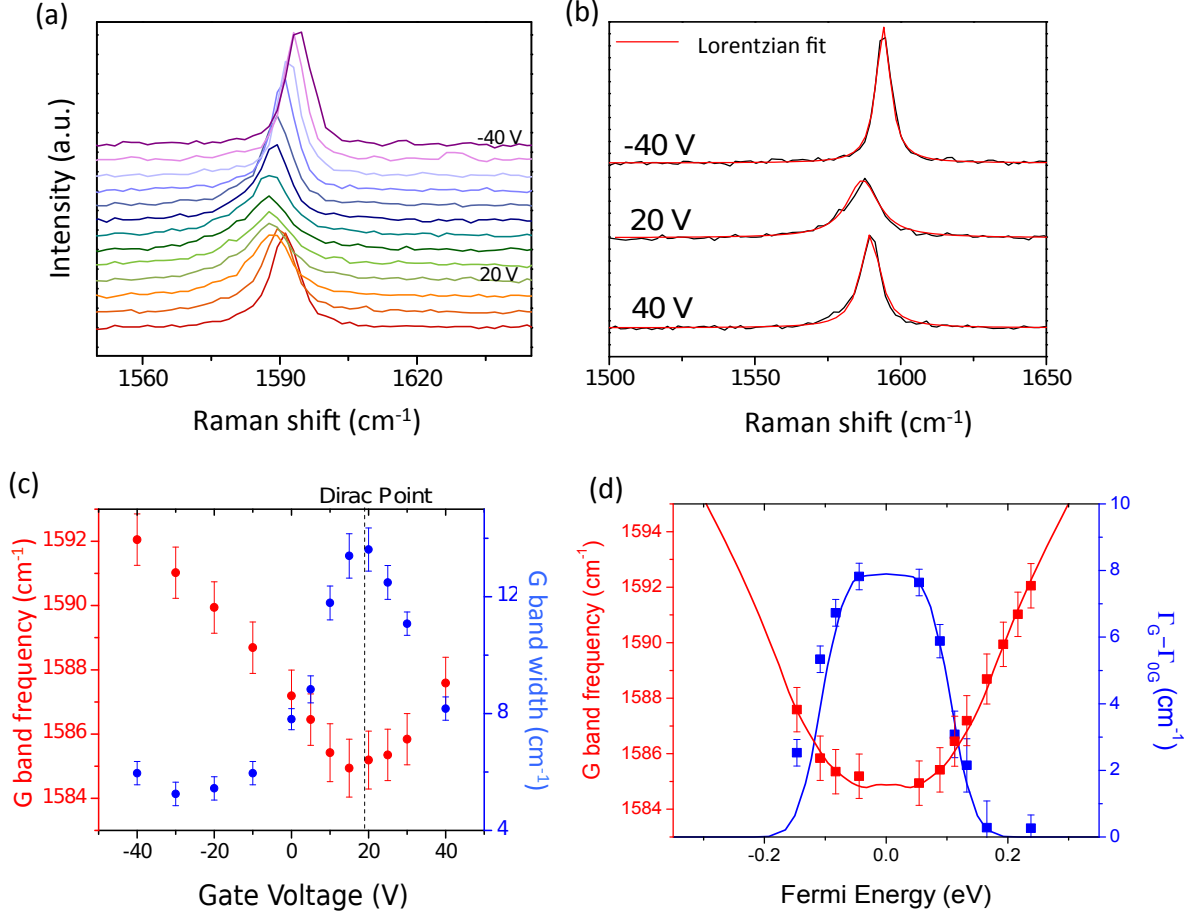 (a)
Intensity (a.u.)
-40 V
20 V
1560 1590 1620
Raman shift (cm⁻¹)
(b)
Lorentzian fit
-40 V
20 V
40 V
1500 1550 1600 1650
Raman shift (cm⁻¹)
(c)
Dirac Point
G band frequency (cm⁻¹)
1592
1590
1588
1586
1584
12
8
4
G band width (cm⁻¹)
-40 -20 0 20 40
Gate Voltage (V)
(d)
G band frequency (cm⁻¹)
1594
1592
1590
1588
1586
1584
10
8
6
4
2
0
Γ_G−Γ_0G (cm⁻¹)
-0.2 0.0 0.2
Fermi Energy (eV)